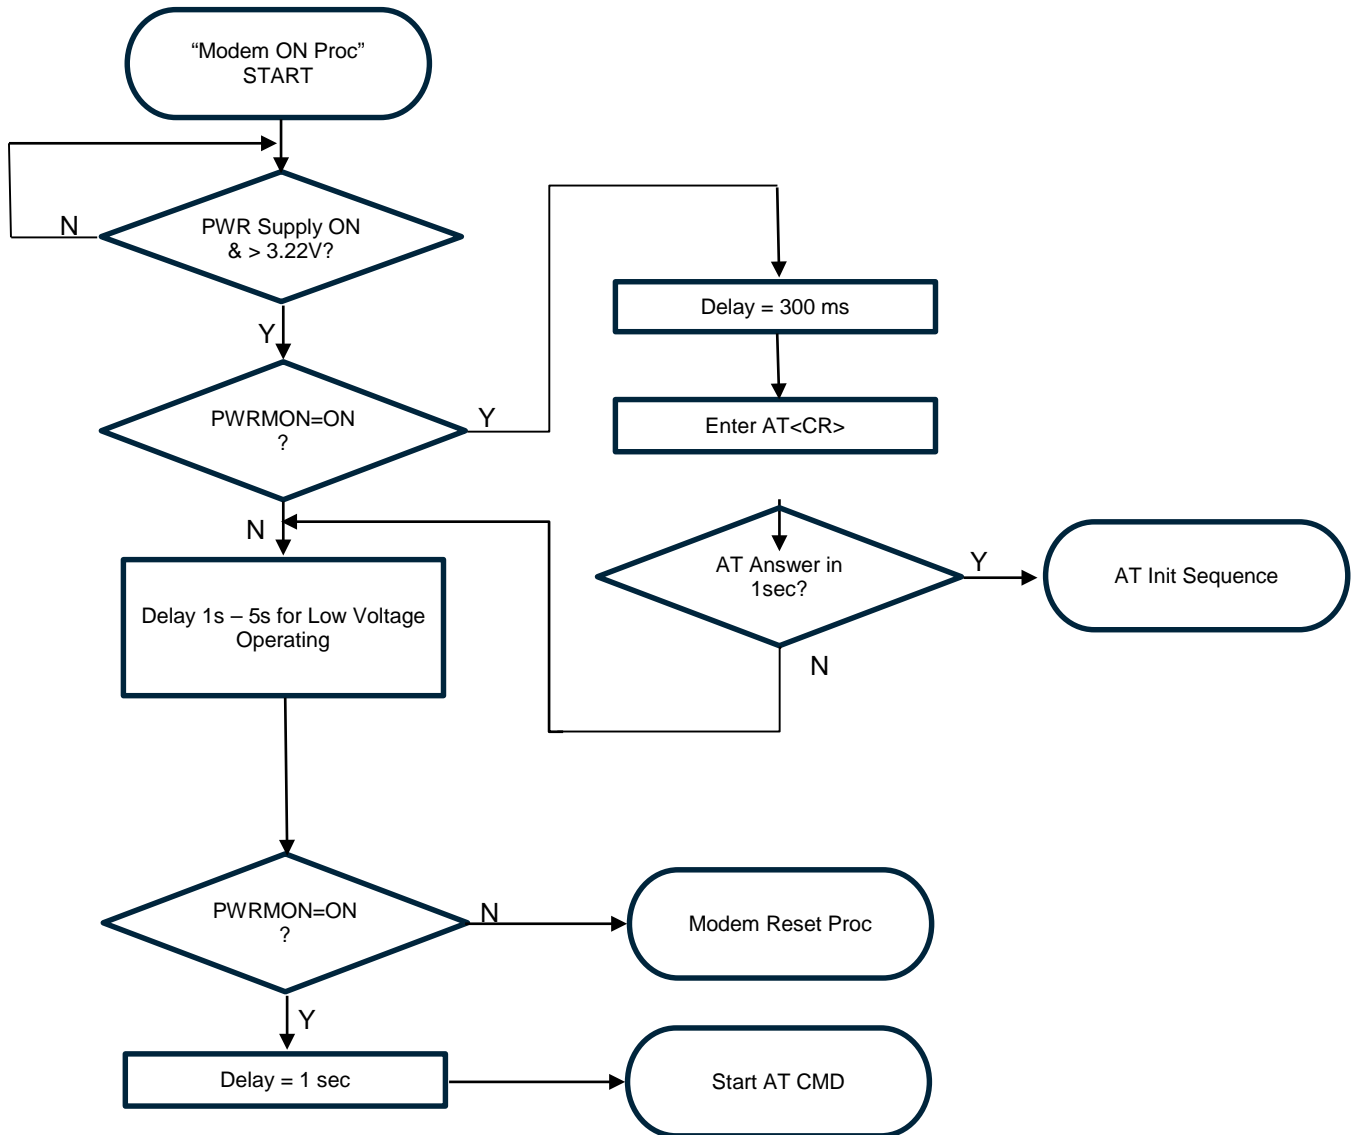 “Modem ON Proc”
START
N
PWR Supply ON
& > 3.22V?
Y
Delay = 300 ms
PWRMON=ON
?
Y
Enter AT<CR>
N
AT Answer in
1sec?
Y
AT Init Sequence
Delay 1s – 5s for Low Voltage
Operating
N
PWRMON=ON
?
N
Modem Reset Proc
Y
Delay = 1 sec
Start AT CMD